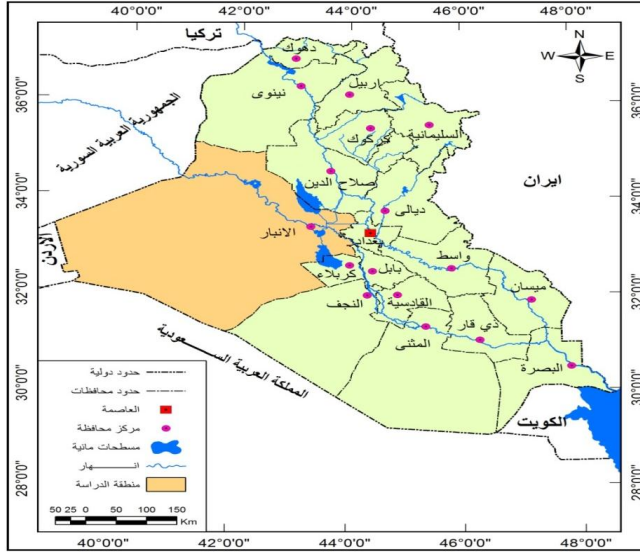 40°0'0" 42°0'0" 44°0'0" 46°0'0" 48°0'0"
تركيا
N
W E
S
دهوك
نينوى
اربيل
36°0'0" 36°0'0"
الجمهورية العربية السورية
كركوك
السليمانية
صلاح الدين
ايران
34°0'0" 34°0'0"
ديالى
الانبار
بغداد
واسط
الاردن
كربلاء
بابل
ميسان
32°0'0" 32°0'0"
النجف
القادسية
ذي قار
المثنى
المملكة العربية السعودية
البصرة
30°0'0" 30°0'0"
الكويت
حدود دولية
حدود محافظات
العاصمة
مركز محافظة
مسطحات مائية
انهار
منطقة الدراسة
28°0'0" 28°0'0"
50 25 0 50 100 150
Km
40°0'0" 42°0'0" 44°0'0" 46°0'0" 48°0'0"